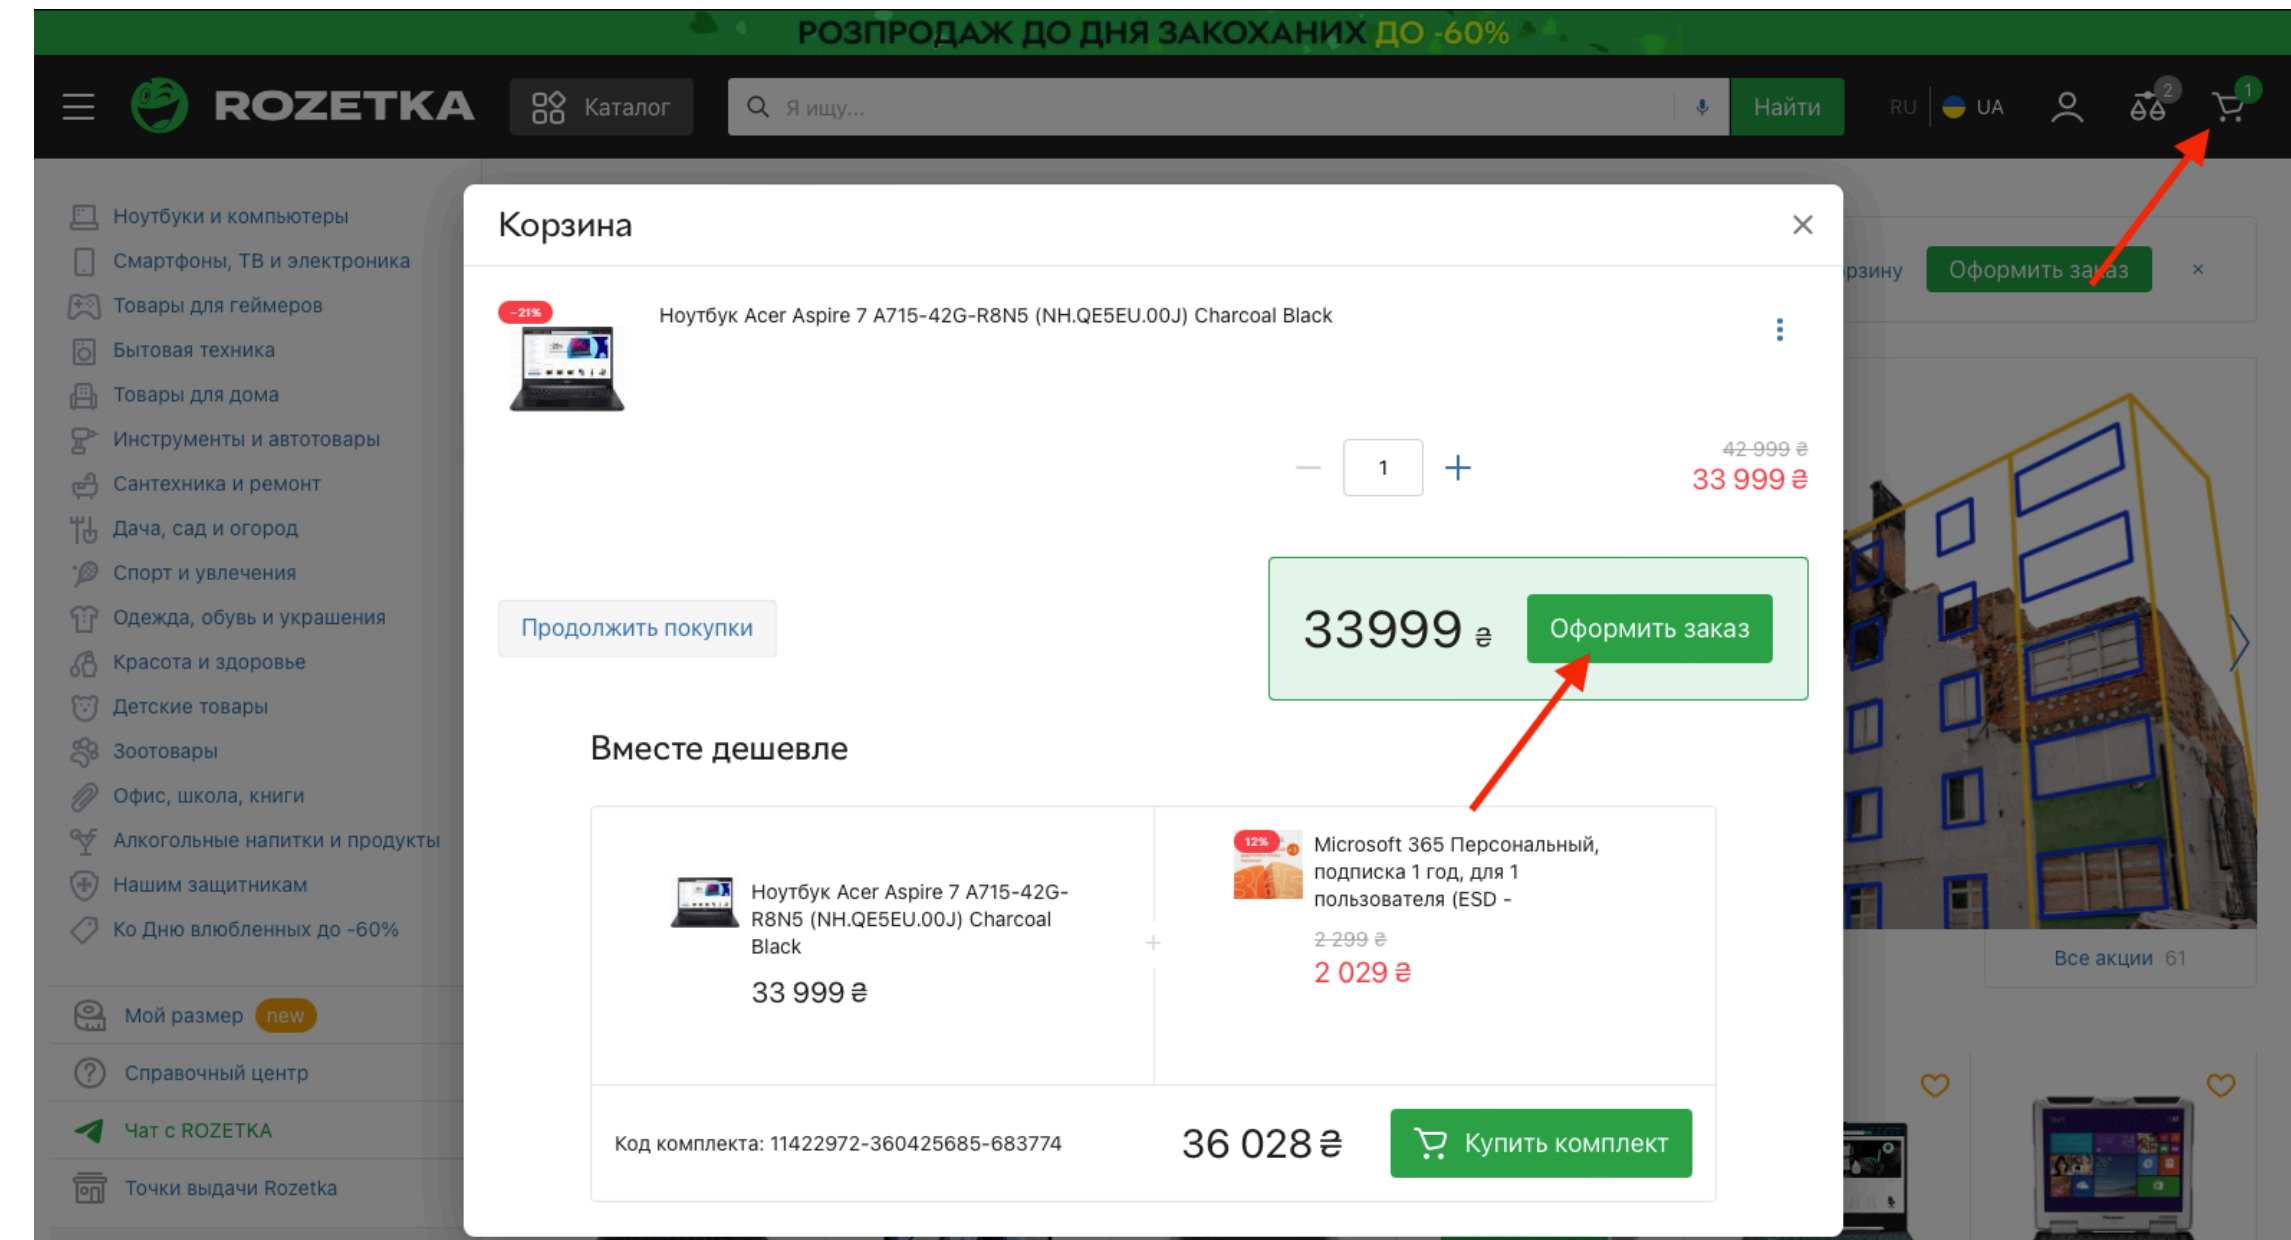 РОЗПРОДАЖ ДО ДНЯ ЗАКОХАНИХ ДО -60%
ROZETKA
Каталог
Я ищу...
Найти
RU
UA
2
1
Ноутбуки и компьютеры
Смартфоны, ТВ и электроника
Товары для геймеров
Бытовая техника
Товары для дома
Инструменты и автотовары
Сантехника и ремонт
Дача, сад и огород
Спорт и увлечения
Одежда, обувь и украшения
Красота и здоровье
Детские товары
Зоотовары
Офис, школа, книги
Алкогольные напитки и продукты
Нашим защитникам
Ко Дню влюбленных до -60%
Мой размер new
Справочный центр
Чат с ROZETKA
Точки выдачи Rozetka
Корзина
-21%
Ноутбук Acer Aspire 7 A715-42G-R8N5 (NH.QE5EU.00J) Charcoal Black
1
42 999 ₴
33 999 ₴
Продолжить покупки
33999 ₴
Оформить заказ
Вместе дешевле
Ноутбук Acer Aspire 7 A715-42G-
R8N5 (NH.QE5EU.00J) Charcoal
Black
33 999 ₴
12%
Microsoft 365 Персональный,
подписка 1 год, для 1
пользователя (ESD -
2 299 ₴
2 029 ₴
Код комплекта: 11422972-360425685-683774
36 028 ₴
Купить комплект
рзину
Оформить заказ
Все акции 61